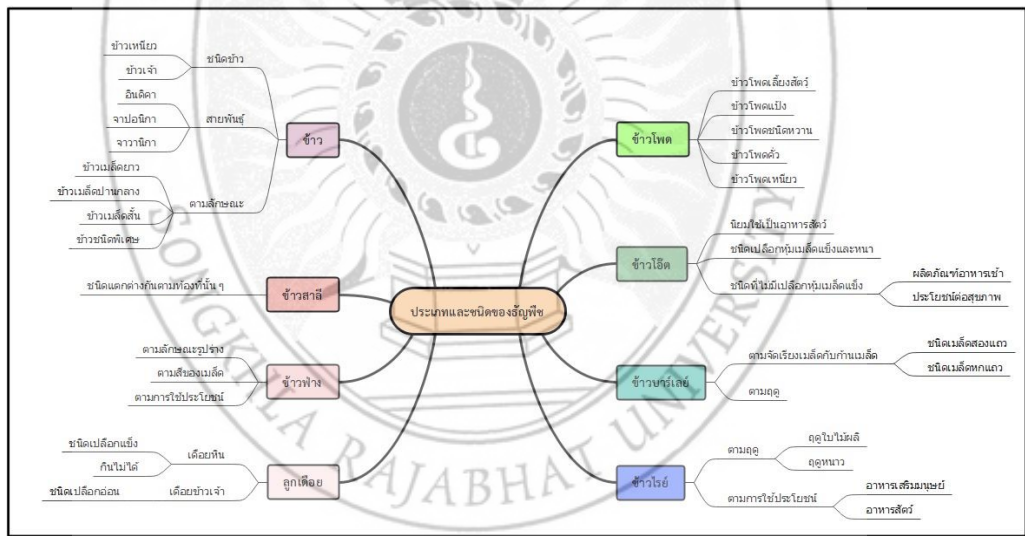 ประเภทและชนิดของธัญพืช
ข้าว
ชนิดข้าว
ข้าวเหนียว
ข้าวเจ้า
สายพันธุ์
อินดิคา
จาปอนิกา
จาวานิกา
ตามลักษณะ
ข้าวเมล็ดยาว
ข้าวเมล็ดปานกลาง
ข้าวเมล็ดสั้น
ข้าวชนิดพิเศษ
ข้าวสาลี
ชนิดแตกต่างกันตามท้องที่นั้น ๆ
ข้าวฟ่าง
ตามลักษณะรูปร่าง
ตามสีของเมล็ด
ตามการใช้ประโยชน์
ลูกเดือย
เดือยหิน
ชนิดเปลือกแข็ง
กินไม่ได้
เดือยข้าวเจ้า
ชนิดเปลือกอ่อน
ข้าวโพด
ข้าวโพดเลี้ยงสัตว์
ข้าวโพดแป้ง
ข้าวโพดชนิดหวาน
ข้าวโพดคั่ว
ข้าวโพดเหนียว
ข้าวโอ๊ต
นิยมใช้เป็นอาหารสัตว์
ชนิดเปลือกหุ้มเมล็ดแข็งและหนา
ชนิดที่ไม่มีเปลือกหุ้มเมล็ดแข็ง
ผลิตภัณฑ์อาหารเช้า
ประโยชน์ต่อสุขภาพ
ข้าวบาร์เลย์
ตามจัดเรียงเมล็ดกับก้านเมล็ด
ชนิดเมล็ดสองแถว
ชนิดเมล็ดหกแถว
ตามฤดู
ข้าวไรย์
ตามฤดู
ฤดูใบไม้ผลิ
ฤดูหนาว
ตามการใช้ประโยชน์
อาหารเสริมมนุษย์
อาหารสัตว์
SONGKHLA RAJABHAT UNIVERSITY